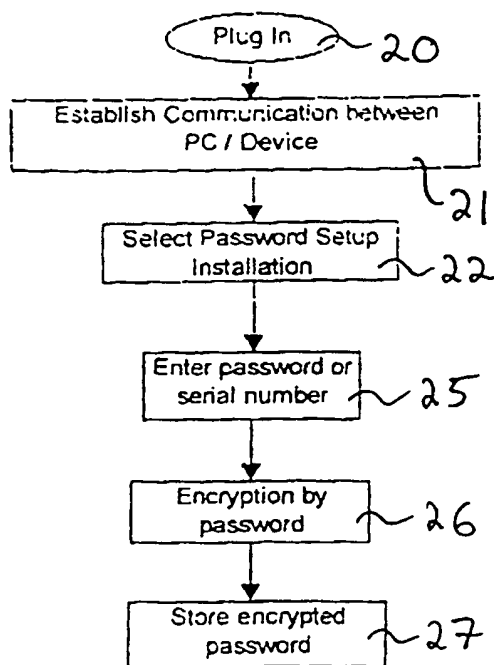 Plug In
20
Establish Communication between
PC / Device
21
Select Password Setup
Installation
22
Enter password or
serial number
25
Encryption by
password
26
Store encrypted
password
27